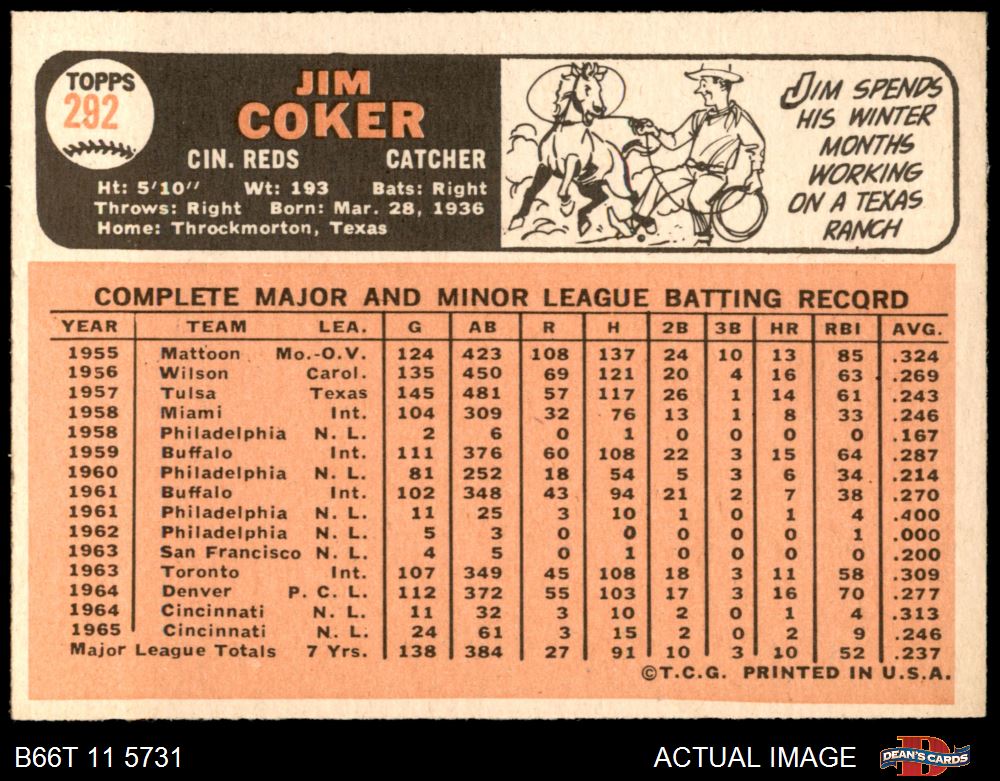 TOPPS
292
JIM
COKER
CIN. REDS CATCHER
Ht: 5'10" Wt: 193 Bats: Right
Throws: Right Born: Mar. 28, 1936
Home: Throckmorton, Texas
JIM SPENDS
HIS WINTER
MONTHS
WORKING
ON A TEXAS
RANCH
COMPLETE MAJOR AND MINOR LEAGUE BATTING RECORD
YEAR TEAM LEA. G AB R H 2B 3B HR RBI AVG.
1955 Mattoon Mo.-O.V. 124 423 108 137 24 10 13 85 .324
1956 Wilson Carol. 135 450 69 121 20 4 16 63 .269
1957 Tulsa Texas 145 481 57 117 26 1 14 61 .243
1958 Miami Int. 104 309 32 76 13 1 8 33 .246
1958 Philadelphia N. L. 2 6 0 1 0 0 0 0 .167
1959 Buffalo Int. 111 376 60 108 22 3 15 64 .287
1960 Philadelphia N. L. 81 252 18 54 5 3 6 34 .214
1961 Buffalo Int. 102 348 43 94 21 2 7 38 .270
1961 Philadelphia N. L. 11 25 3 10 1 0 1 4 .400
1962 Philadelphia N. L. 5 3 0 0 0 0 0 1 .000
1963 San Francisco N. L. 4 5 0 1 0 0 0 0 .200
1963 Toronto Int. 107 349 45 108 18 3 11 58 .309
1964 Denver P. C. L. 112 372 55 103 17 3 16 70 .277
1964 Cincinnati N. L. 11 32 3 10 2 0 1 4 .313
1965 Cincinnati N. L. 24 61 3 15 2 0 2 9 .246
Major League Totals 7 Yrs. 138 384 27 91 10 3 10 52 .237
©T.C.G. PRINTED IN U.S.A.
B66T 11 5731 ACTUAL IMAGE DEAN'S CARDS